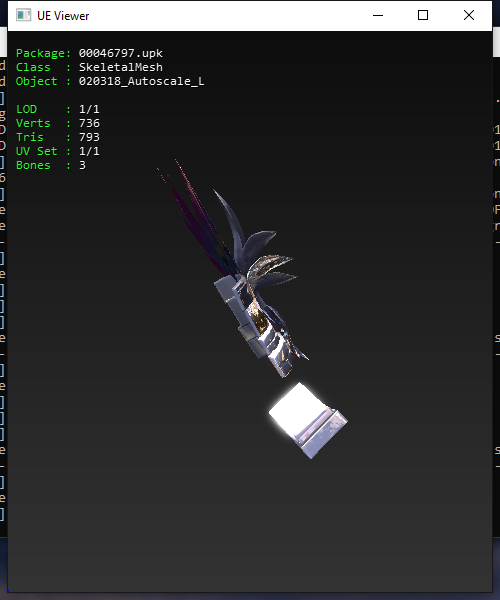 UE Viewer
Package: 00046797.upk
Class  : SkeletalMesh
Object : 020318_Autoscale_L
LOD    : 1/1
Verts  : 736
Tris   : 793
UV Set : 1/1
Bones  : 3